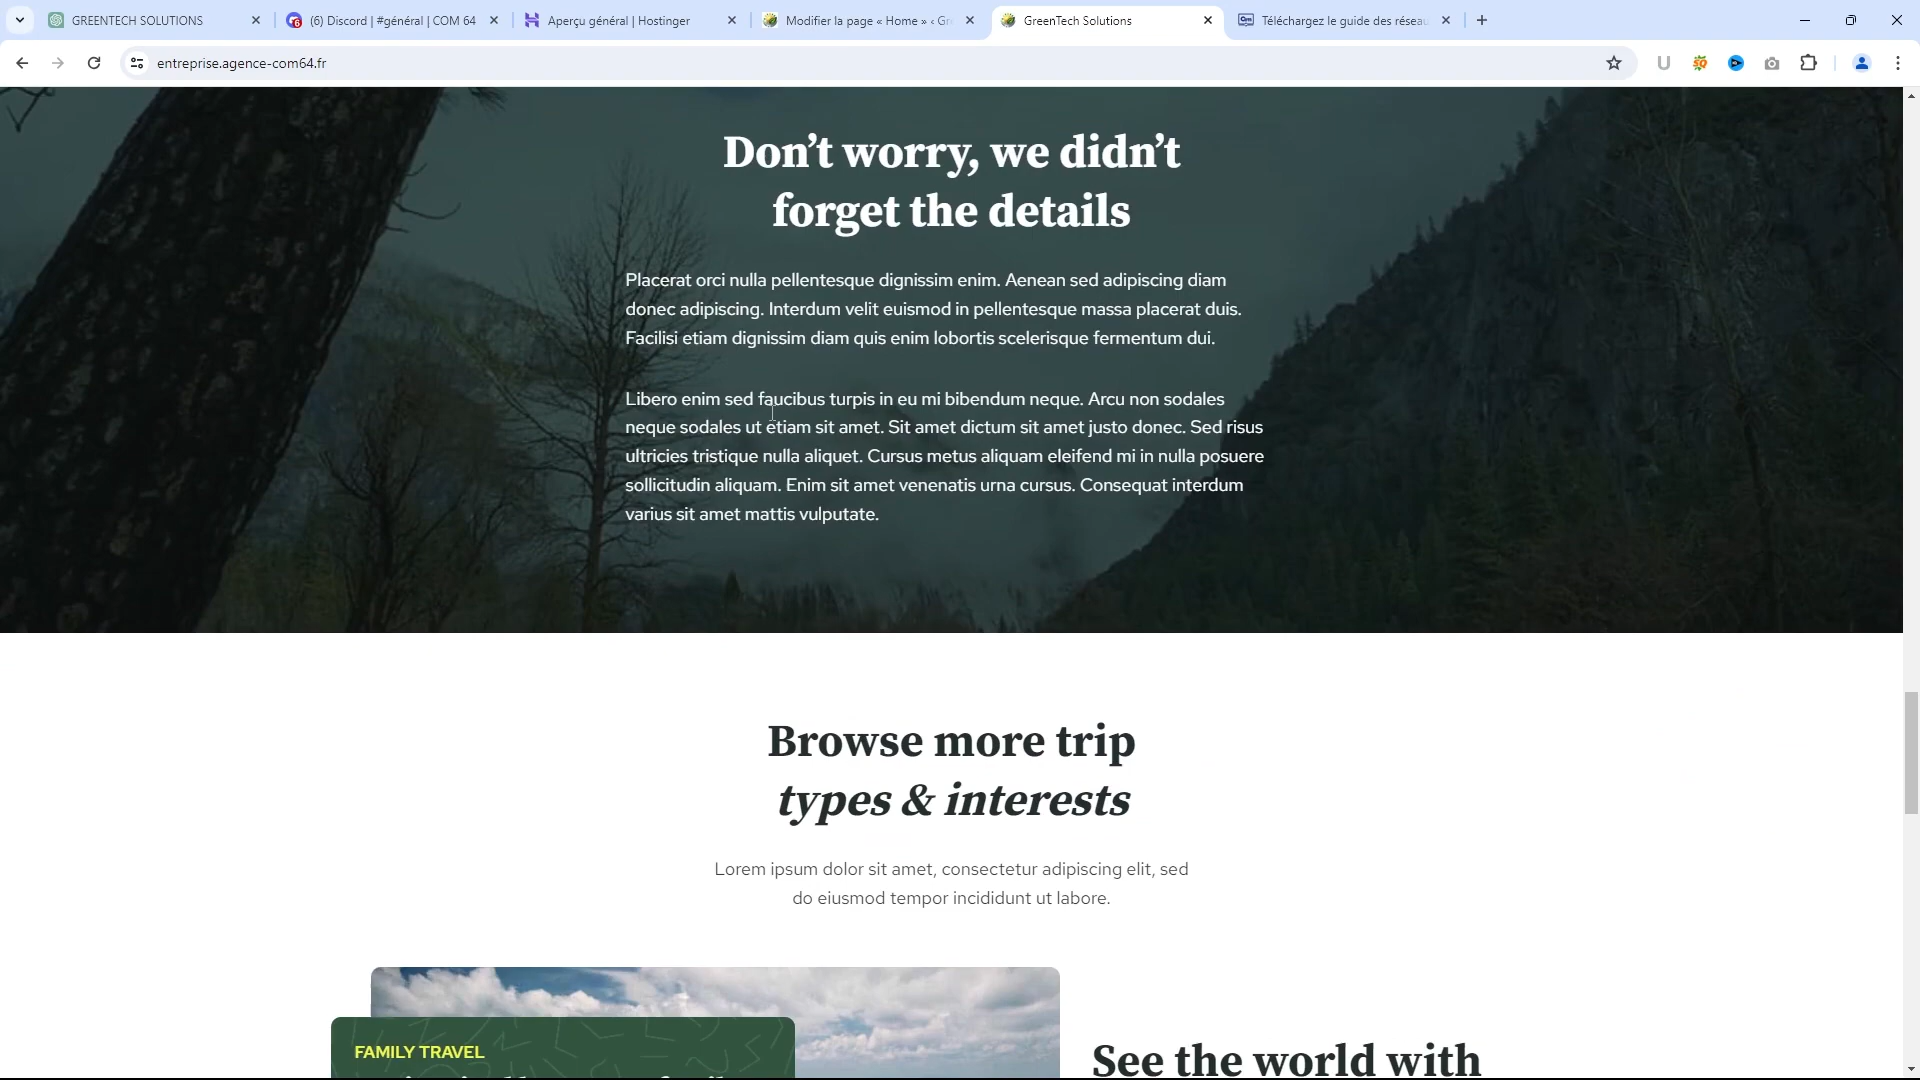 GREENTECH SOLUTIONS
(6) Discord | #général | COM 64
Aperçu général | Hostinger
Modifier la page « Home » ‹ Gre
GreenTech Solutions
Téléchargez le guide des réseau
entreprise.agence-com64.fr
Don’t worry, we didn’t
forget the details
Placerat orci nulla pellentesque dignissim enim. Aenean sed adipiscing diam
donec adipiscing. Interdum velit euismod in pellentesque massa placerat duis.
Facilisi etiam dignissim diam quis enim lobortis scelerisque fermentum dui.
Libero enim sed faucibus turpis in eu mi bibendum neque. Arcu non sodales
neque sodales ut etiam sit amet. Sit amet dictum sit amet justo donec. Sed risus
ultricies tristique nulla aliquet. Cursus metus aliquam eleifend mi in nulla posuere
sollicitudin aliquam. Enim sit amet venenatis urna cursus. Consequat interdum
varius sit amet mattis vulputate.
Browse more trip
types & interests
Lorem ipsum dolor sit amet, consectetur adipiscing elit, sed
do eiusmod tempor incididunt ut labore.
FAMILY TRAVEL
See the world with